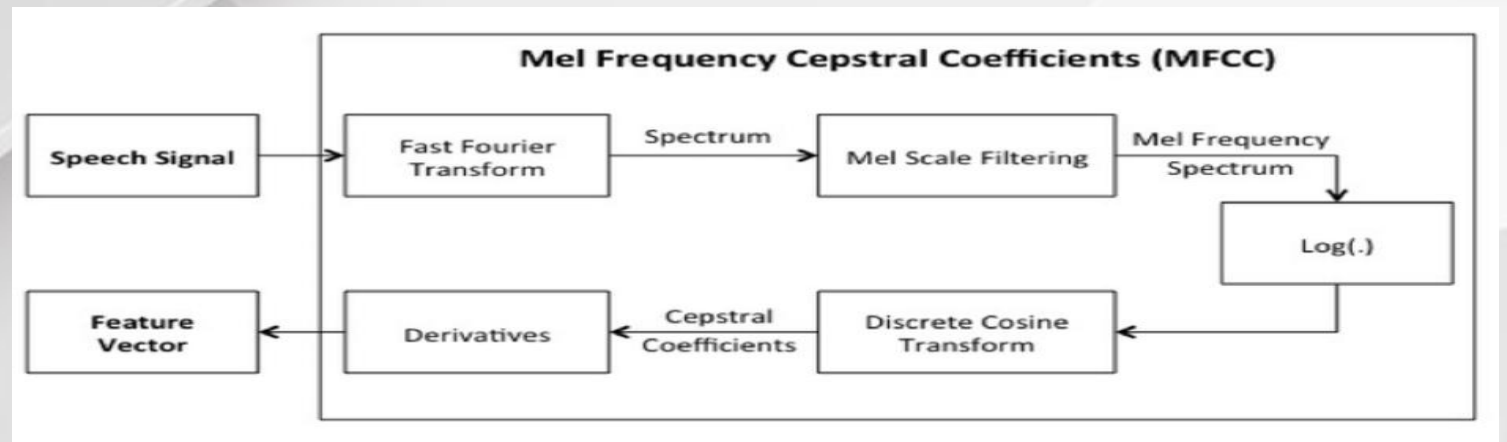 Mel Frequency Cepstral Coefficients (MFCC)
Speech Signal
Fast Fourier
Transform
Spectrum
Mel Scale Filtering
Mel Frequency
Spectrum
Log(.)
Discrete Cosine
Transform
Cepstral
Coefficients
Derivatives
Feature
Vector